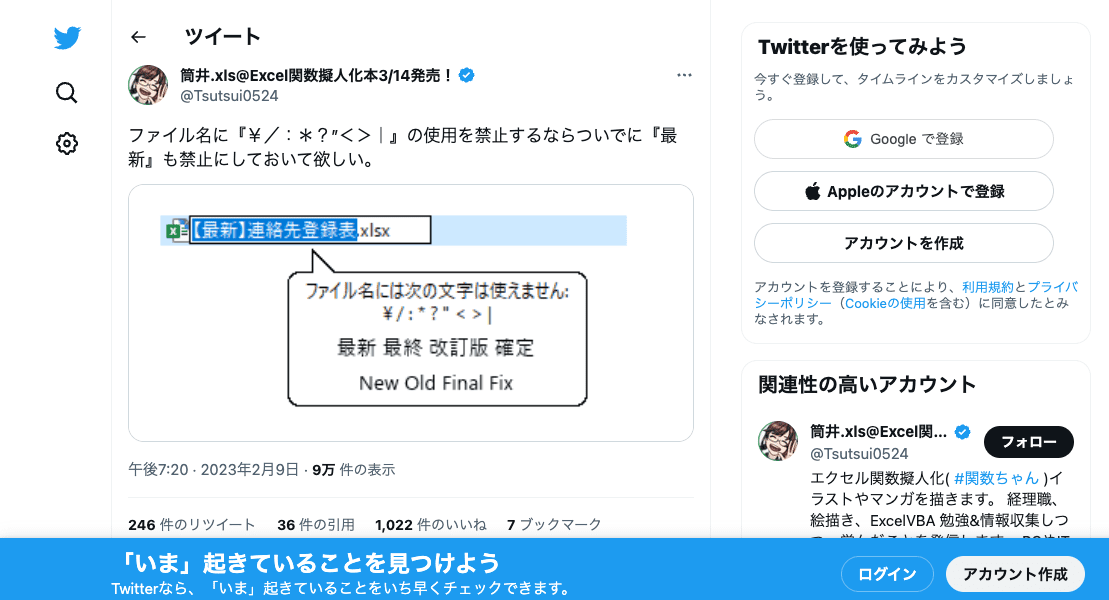 ツイート
筒井.xls@Excel関数擬人化本3/14発売！
@Tsutsui0524
ファイル名に『￥／：＊？"＜＞｜』の使用を禁止するならついでに『最
新』も禁止にしておいて欲しい。
【最新】連絡先登録表.xlsx
ファイル名には次の文字は使えません:
¥/:*?"<>|
最新 最終 改訂版 確定
New Old Final Fix
午後7:20 · 2023年2月9日 · 9万 件の表示
246 件のリツイート 36 件の引用 1,022 件のいいね 7 ブックマーク
Twitterを使ってみよう
今すぐ登録して、タイムラインをカスタマイズしましょ
う。
Google で登録
Appleのアカウントで登録
アカウントを作成
アカウントを登録することにより、利用規約とプライバ
シーポリシー（Cookieの使用を含む）に同意したとみ
なされます。
関連性の高いアカウント
筒井.xls@Excel関...
@Tsutsui0524
フォロー
エクセル関数擬人化( #関数ちゃん )イ
ラストやマンガを描きます。 経理職、
絵描き、ExcelVBA 勉強&情報収集しつ
「いま」起きていることを見つけよう
Twitterなら、「いま」起きていることをいち早くチェックできます。
ログイン
アカウント作成